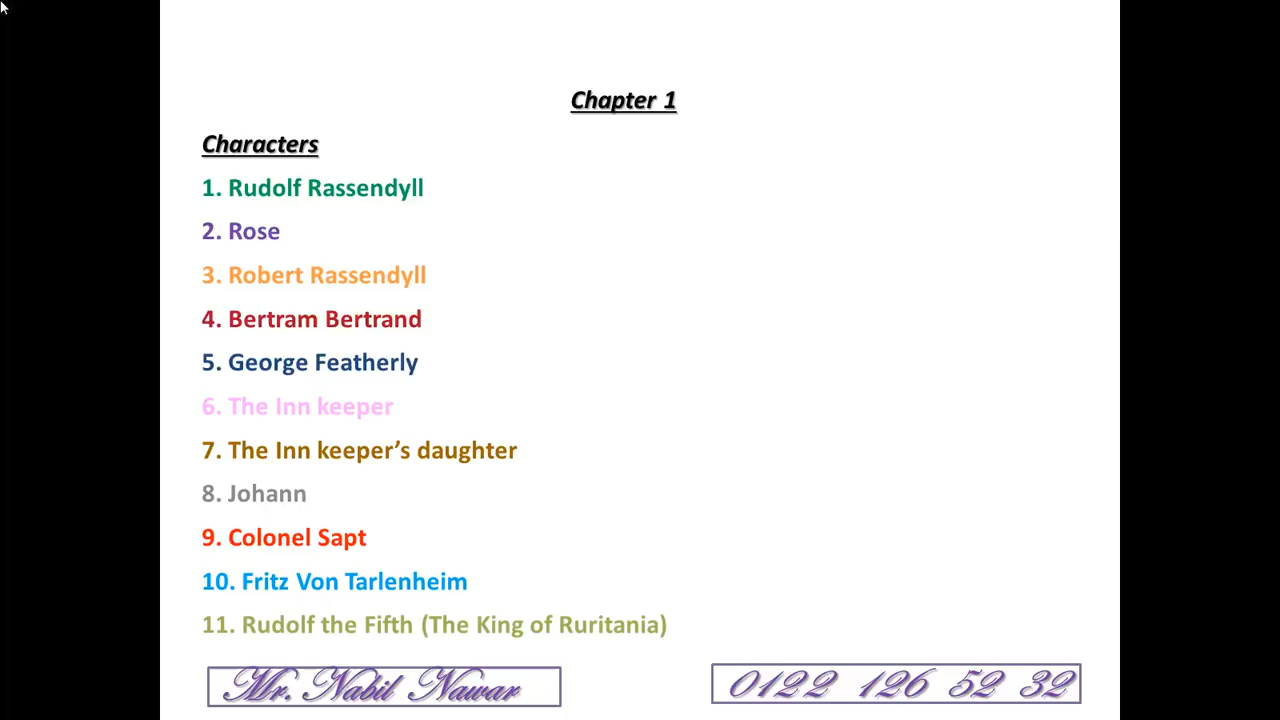 Chapter 1
Characters
1. Rudolf Rassendyll
2. Rose
3. Robert Rassendyll
4. Bertram Bertrand
5. George Featherly
6. The Inn keeper
7. The Inn keeper’s daughter
8. Johann
9. Colonel Sapt
10. Fritz Von Tarlenheim
11. Rudolf the Fifth (The King of Ruritania)
Mr. Nabil Nawar
0122 126 52 32